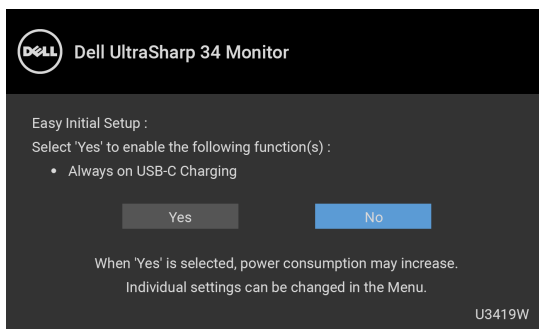 DELL Dell UltraSharp 34 Monitor
Easy Initial Setup :
Select 'Yes' to enable the following function(s) :
• Always on USB-C Charging
Yes No
When 'Yes' is selected, power consumption may increase.
Individual settings can be changed in the Menu.
U3419W